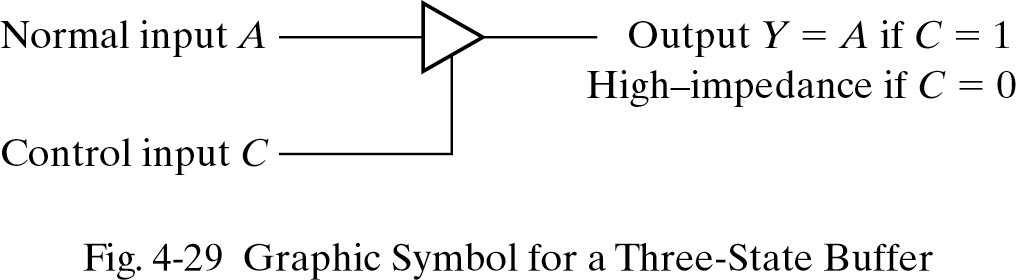 Normal input A
Output Y = A if C = 1
High–impedance if C = 0
Control input C
Fig. 4-29 Graphic Symbol for a Three-State Buffer